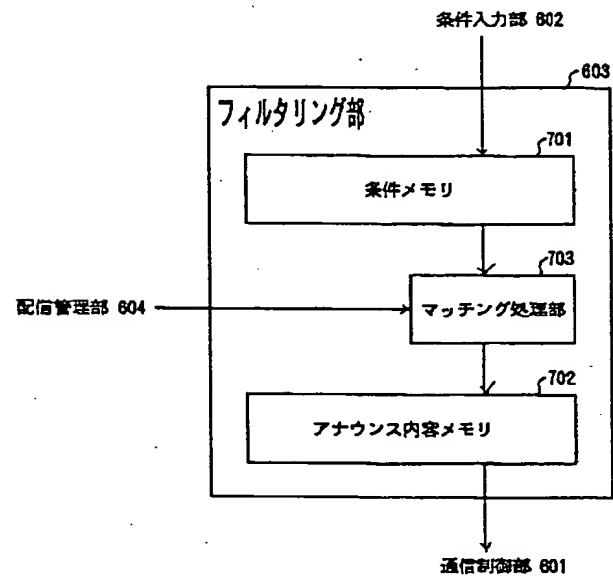 条件入力部 602
603
フィルタリング部
701
条件メモリ
703
配信管理部 604
マッチング処理部
702
アナウンス内容メモリ
通信制御部 601